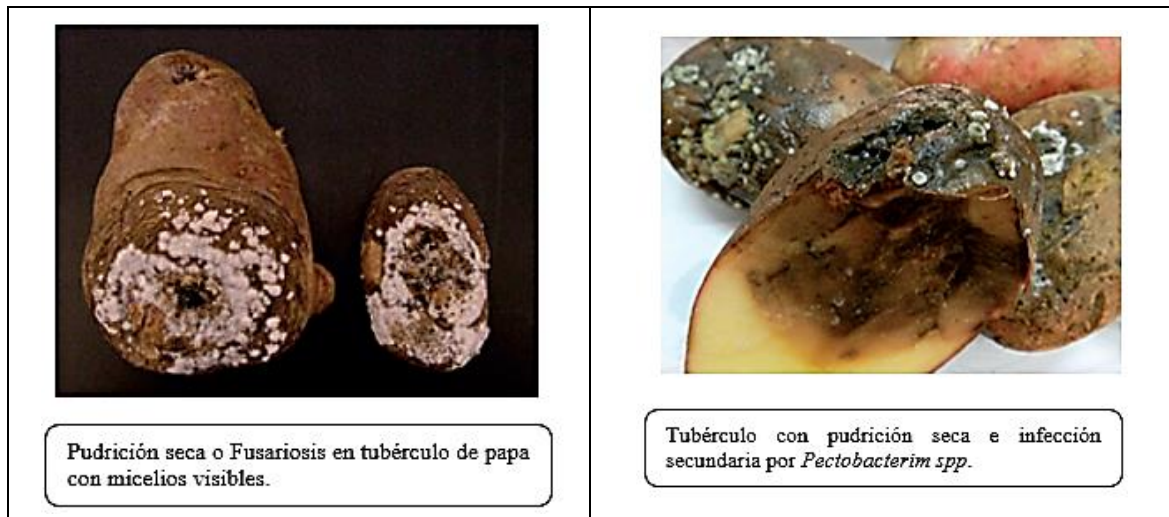 Pudrición seca o Fusariosis en tubérculo de papa
con micelios visibles.
Tubérculo con pudrición seca e infección
secundaria por Pectobacterim spp.